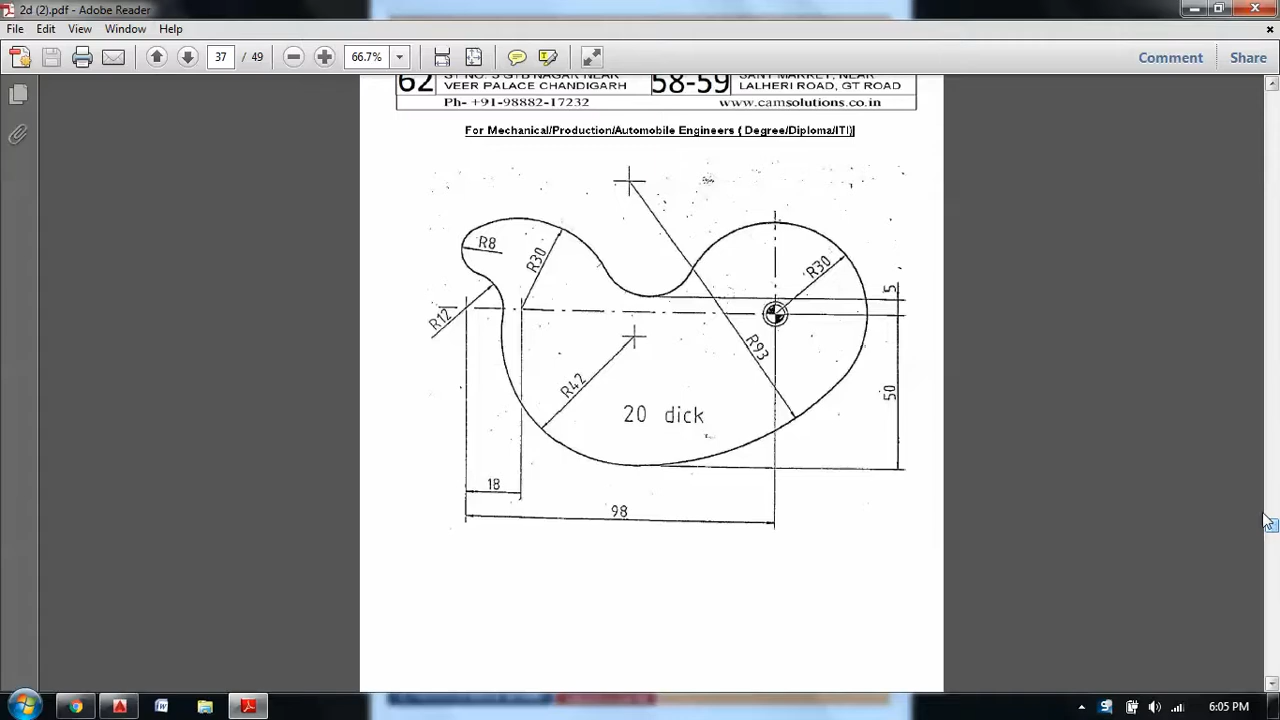 2d (2).pdf - Adobe Reader
File Edit View Window Help
37 / 49 66.7% Comment Share
62 58-59
VEER PALACE CHANDIGARH LALHERI ROAD, GT ROAD
Ph- +91-98882-17232 www.camsolutions.co.in
For Mechanical/Production/Automobile Engineers ( Degree/Diploma/ITI)
R8
R30
R30
5
R12
R93
R42
50
20 dick
18
98
6:05 PM